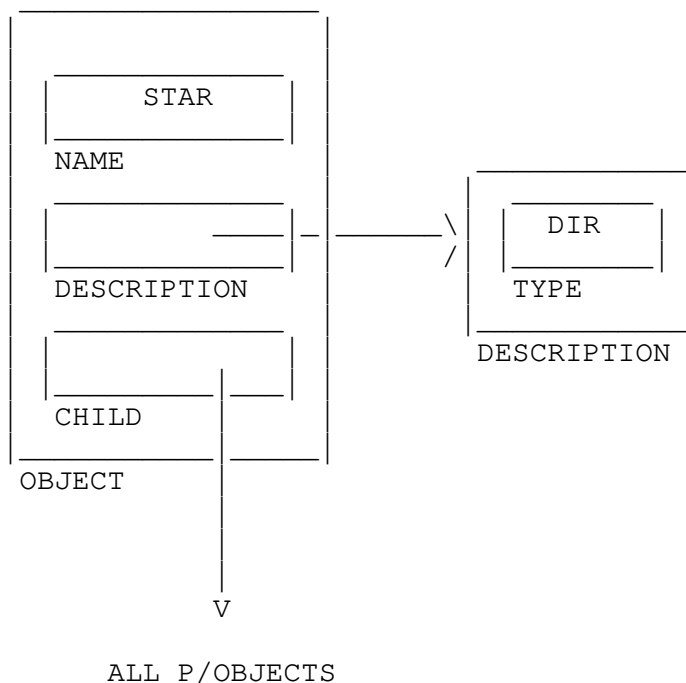 STAR
NAME
DIR
DESCRIPTION
TYPE
DESCRIPTION
CHILD
OBJECT
V
ALL P/OBJECTS